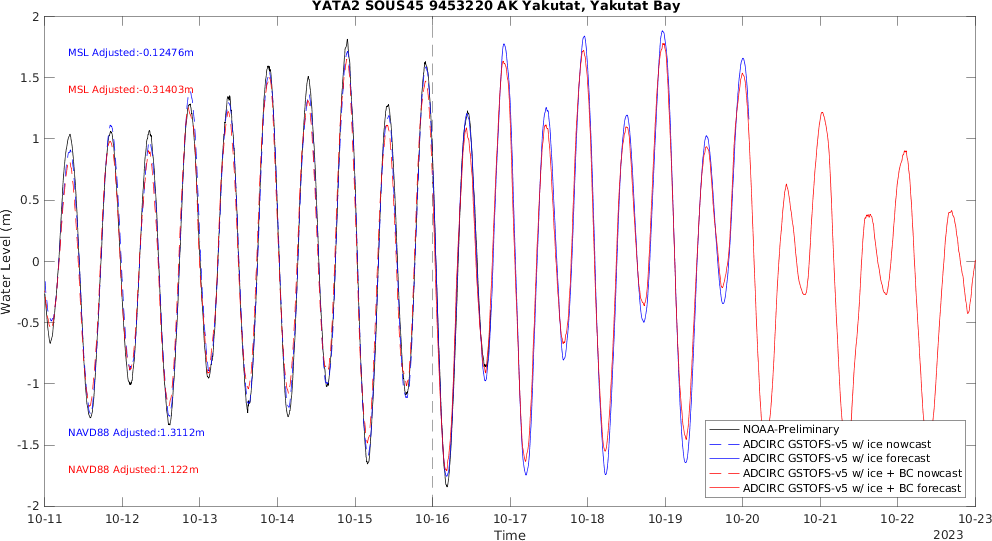 YATA2 SOUS45 9453220 AK Yakutat, Yakutat Bay
2
1.5
1
0.5
0
-0.5
-1
-1.5
-2
Water Level (m)
MSL Adjusted:-0.12476m
MSL Adjusted:-0.31403m
NAVD88 Adjusted:1.3112m
NAVD88 Adjusted:1.122m
NOAA-Preliminary
ADCIRC GSTOFS-v5 w/ ice nowcast
ADCIRC GSTOFS-v5 w/ ice forecast
ADCIRC GSTOFS-v5 w/ ice + BC nowcast
ADCIRC GSTOFS-v5 w/ ice + BC forecast
10-11 10-12 10-13 10-14 10-15 10-16 10-17 10-18 10-19 10-20 10-21 10-22 10-23
Time
2023